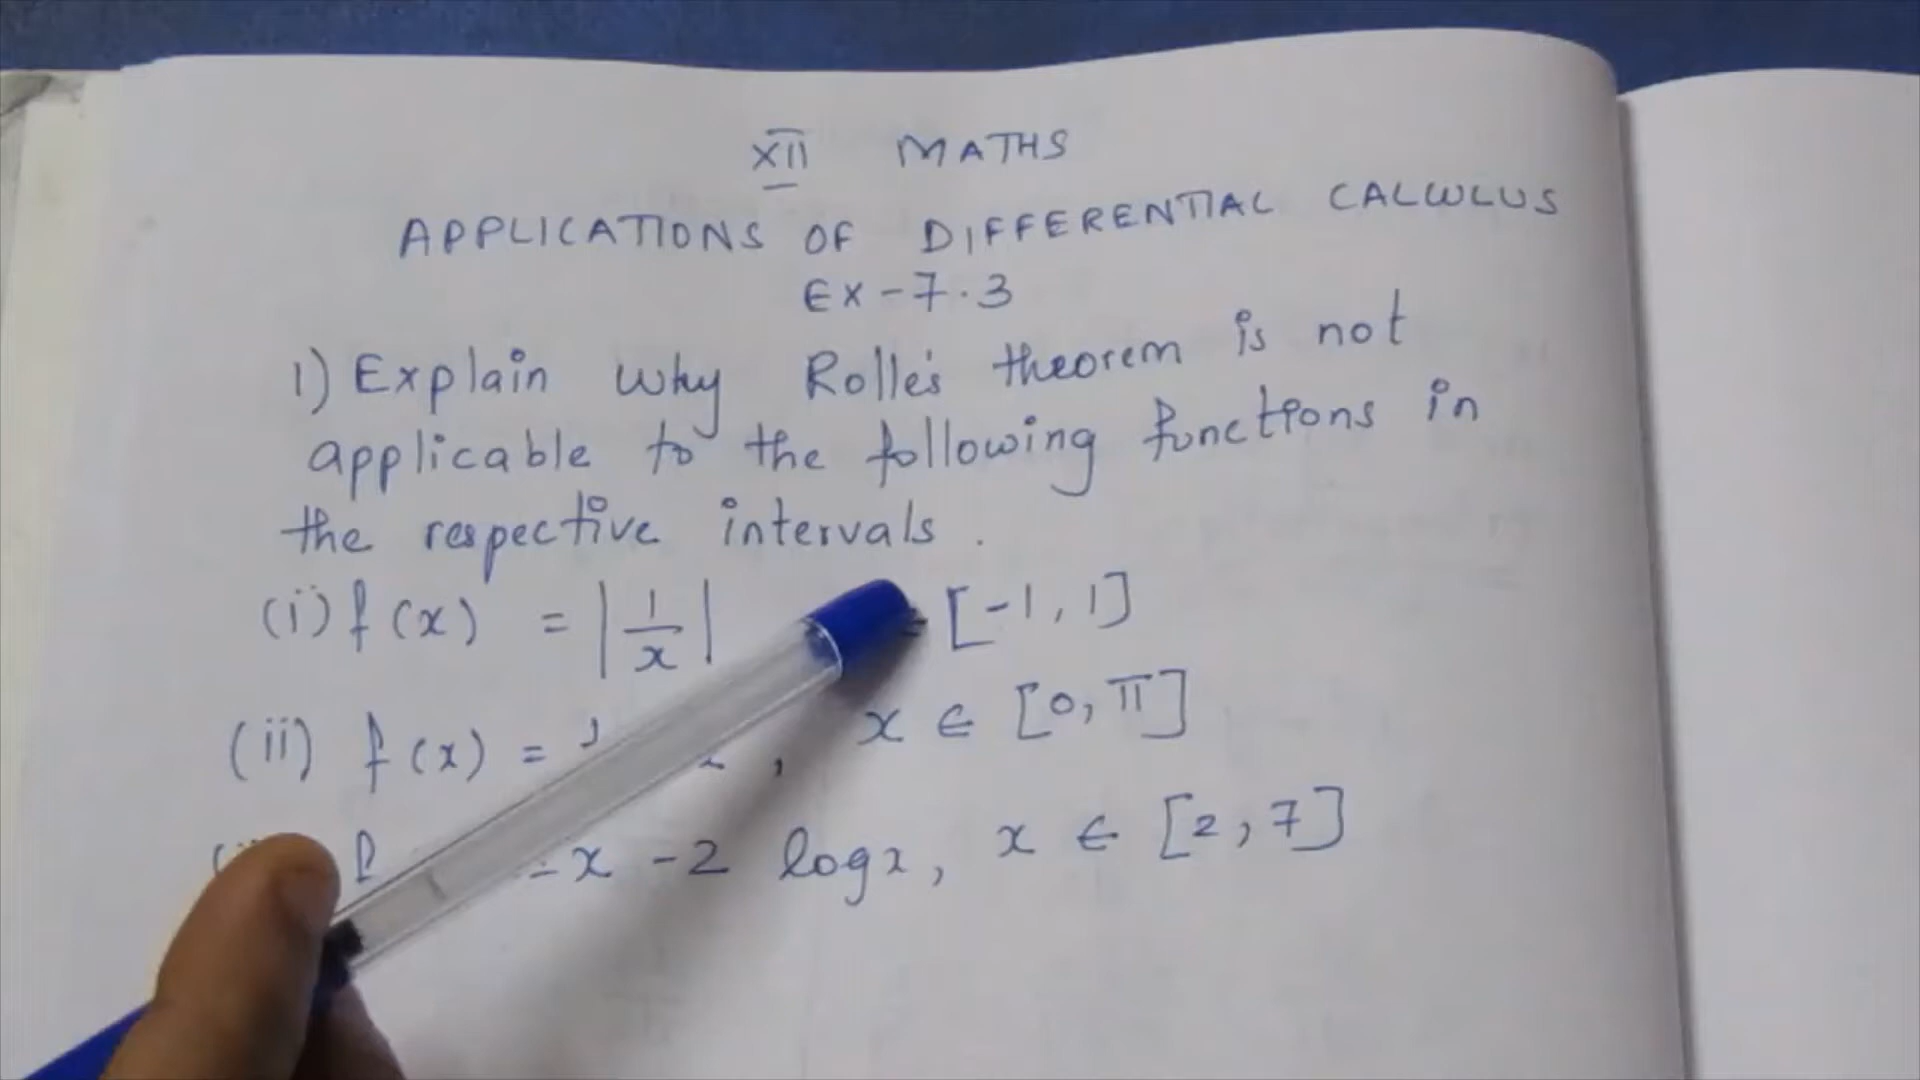 XII MATHS
APPLICATIONS OF DIFFERENTIAL CALCULUS
EX-7.3
1) Explain why Rolle's theorem is not
applicable to the following functions in
the respective intervals.
(i) f(x) = |1/x| [-1, 1]
(ii) f(x) = , x ∈ [0, π]
= x - 2 log x, x ∈ [2, 7]